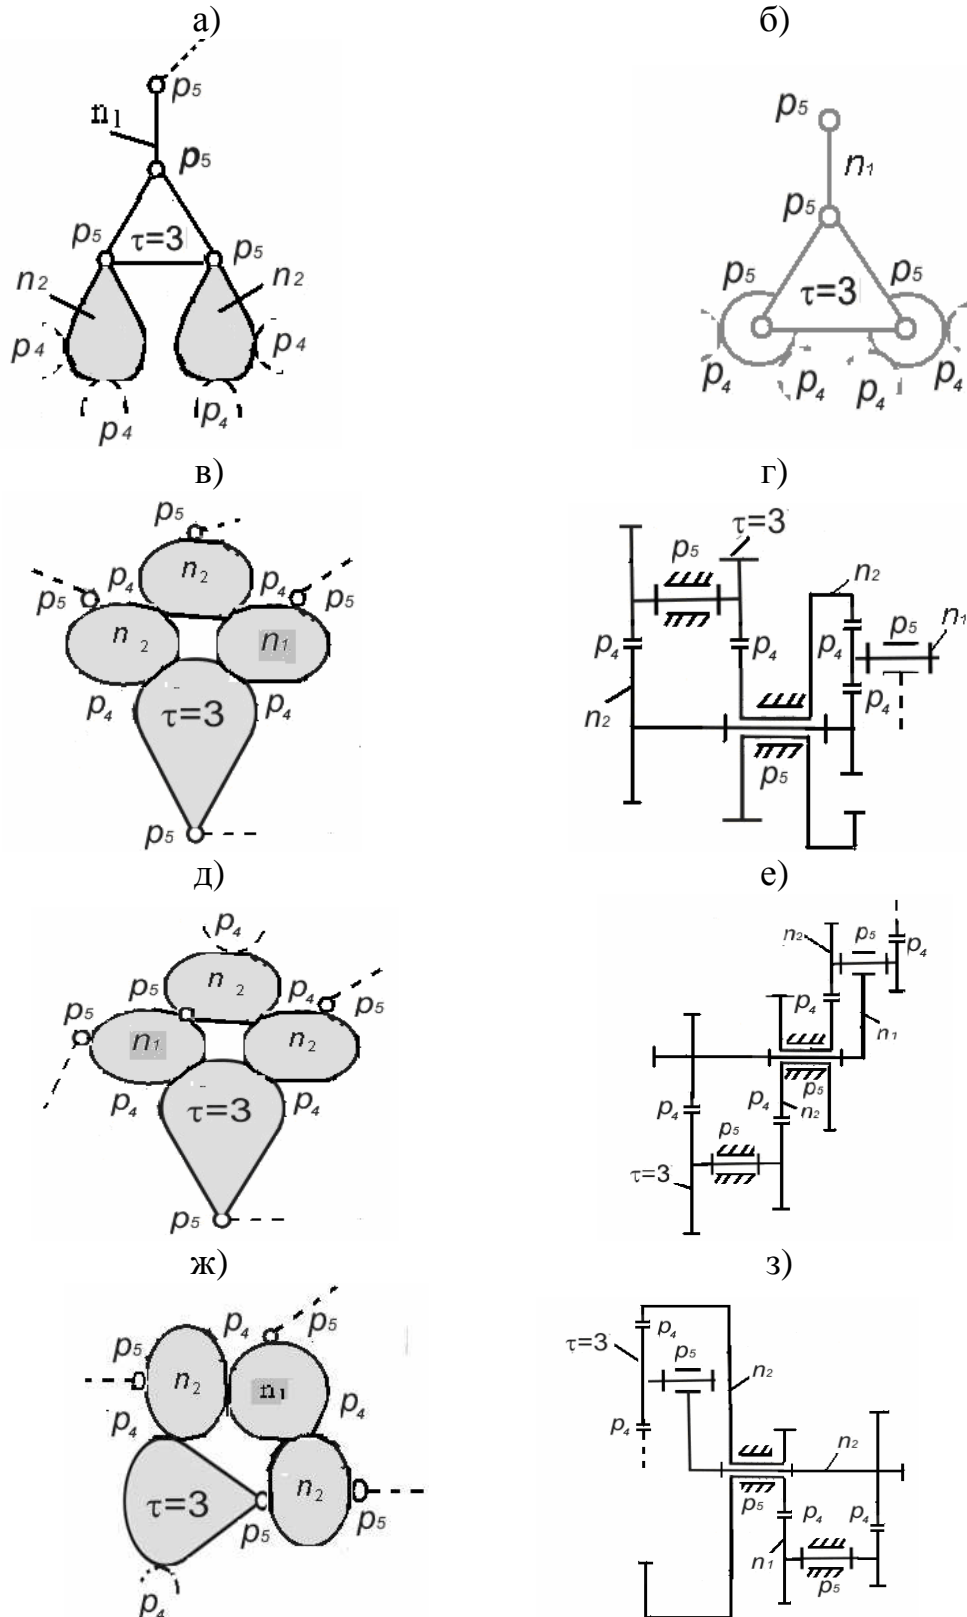 а) б)
p₅
n₁
p₅
p₅ τ=3 p₅
n₂ n₂
p₄ p₄
p₄ p₄
p₅
n₁
p₅
p₅ p₅
τ=3
p₄ p₄ p₄ p₄
в) г)
p₅
n₂
p₄ p₄
p₅ p₅
n₂ n₁
p₄ p₄
τ=3
p₅
τ=3
p₅
n₂
n₁
p₅
p₄ p₄ p₄
p₄
n₂
p₅
д) е)
p₄
n₂
p₅ p₄
p₅ p₅
n₁ n₂
p₄ p₄
τ=3
p₅
n₂ p₅ p₄
p₄
n₁
p₅
p₄ p₄ n₂
p₅
τ=3
ж) з)
p₄ p₅
p₅
n₂ n₁
p₄ p₄
n₂
τ=3
p₅ p₅
p₄
p₄
τ=3 p₅ n₂
p₄
n₂
p₅ p₄ p₄
n₁
p₅